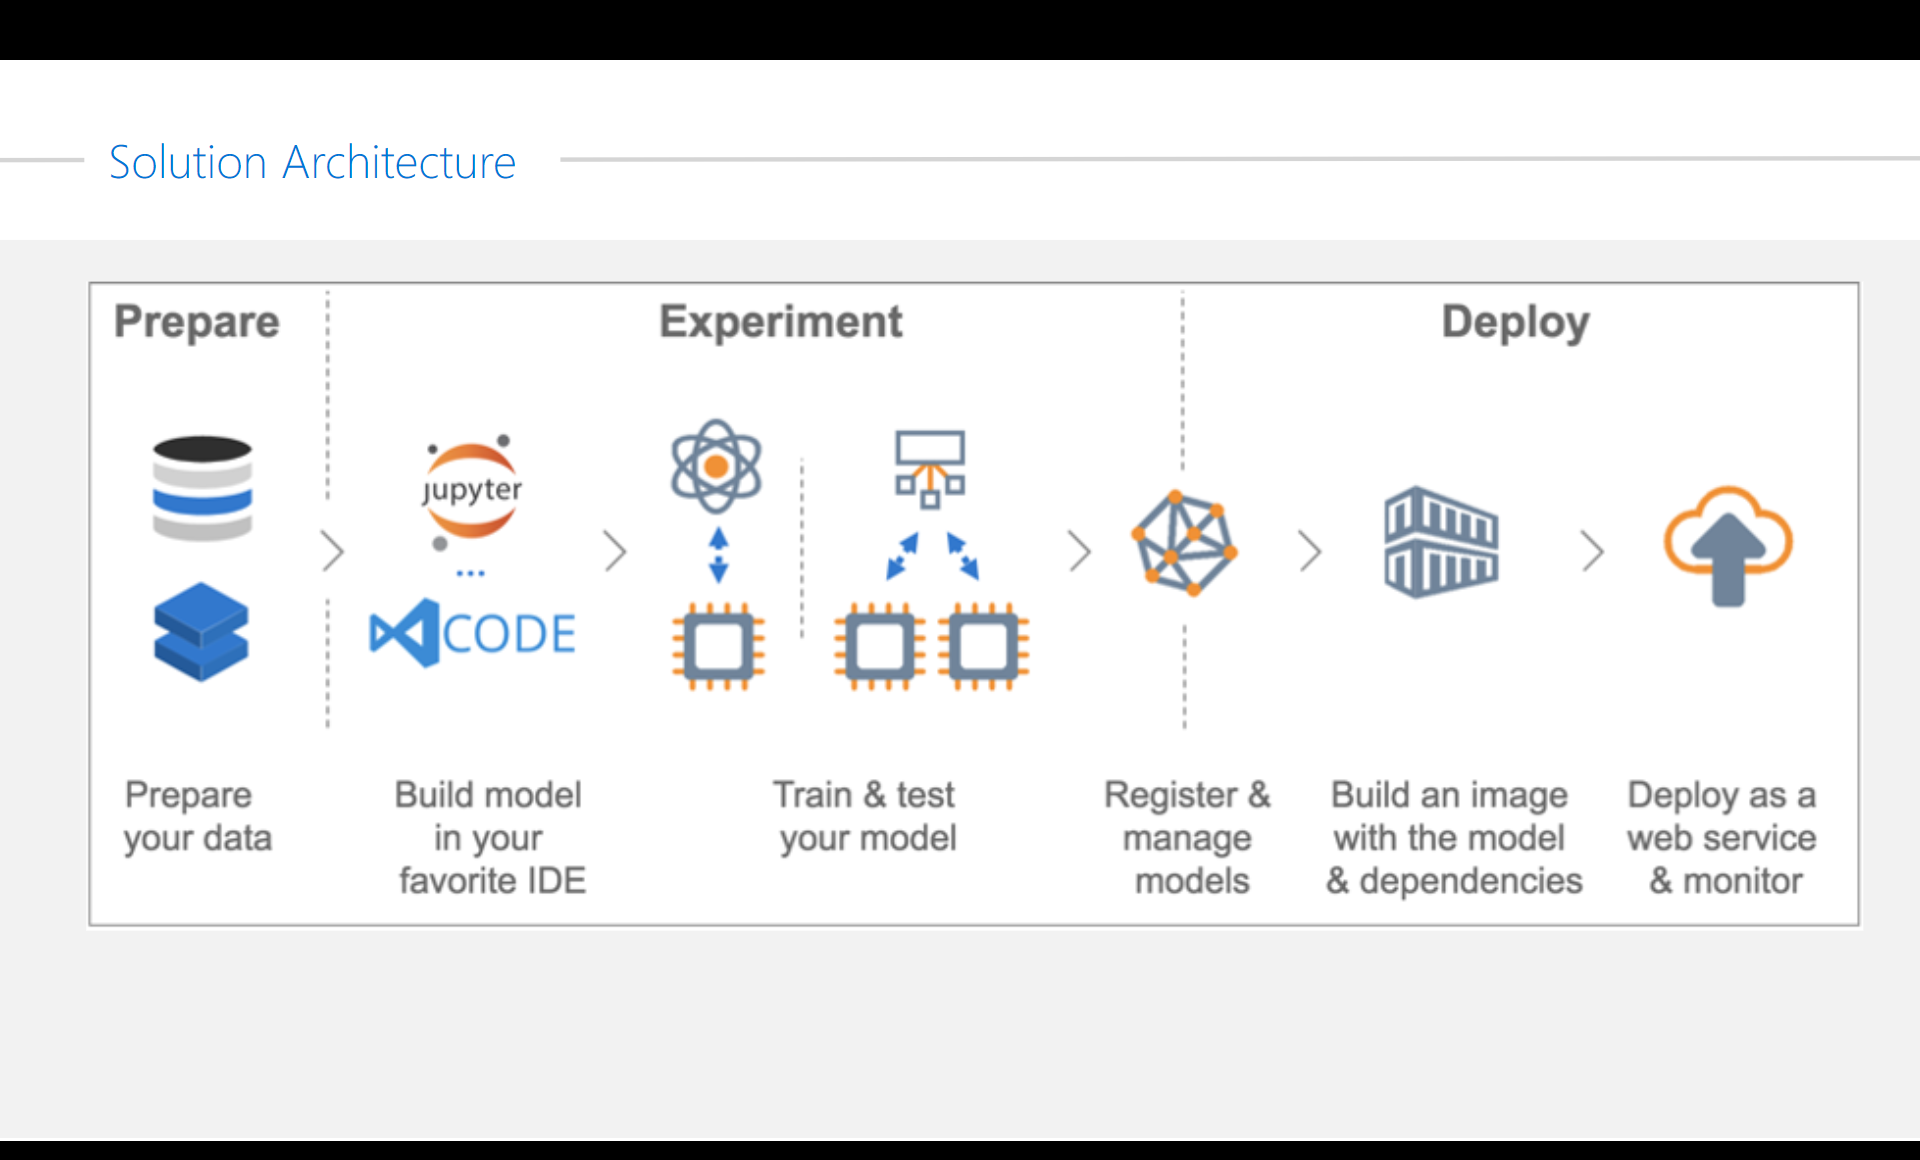 Solution Architecture
Prepare
Experiment
Deploy
jupyter
...
CODE
Prepare
your data
Build model
in your
favorite IDE
Train & test
your model
Register &
manage
models
Build an image
with the model
& dependencies
Deploy as a
web service
& monitor